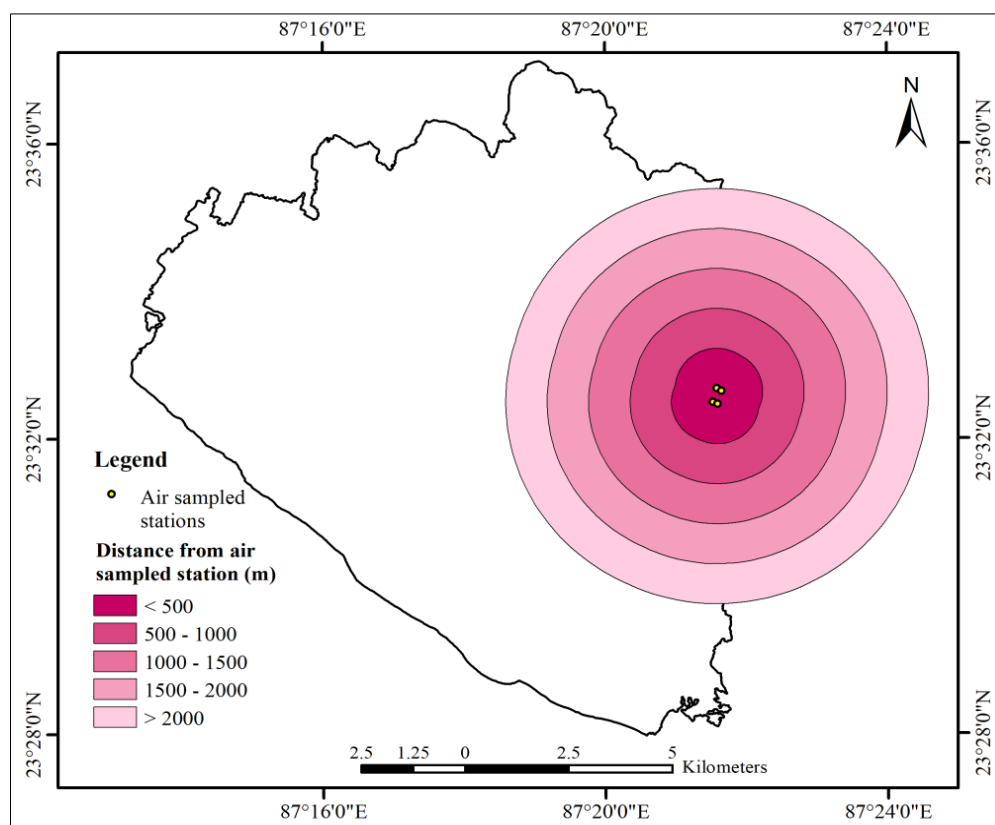 87°16'0"E 87°20'0"E 87°24'0"E
N
23°36'0"N 23°36'0"N
23°32'0"N 23°32'0"N
Legend
Air sampled
stations
Distance from air
sampled station (m)
< 500
500 - 1000
1000 - 1500
1500 - 2000
> 2000
23°28'0"N 23°28'0"N
2.5 1.25 0 2.5 5
Kilometers
87°16'0"E 87°20'0"E 87°24'0"E